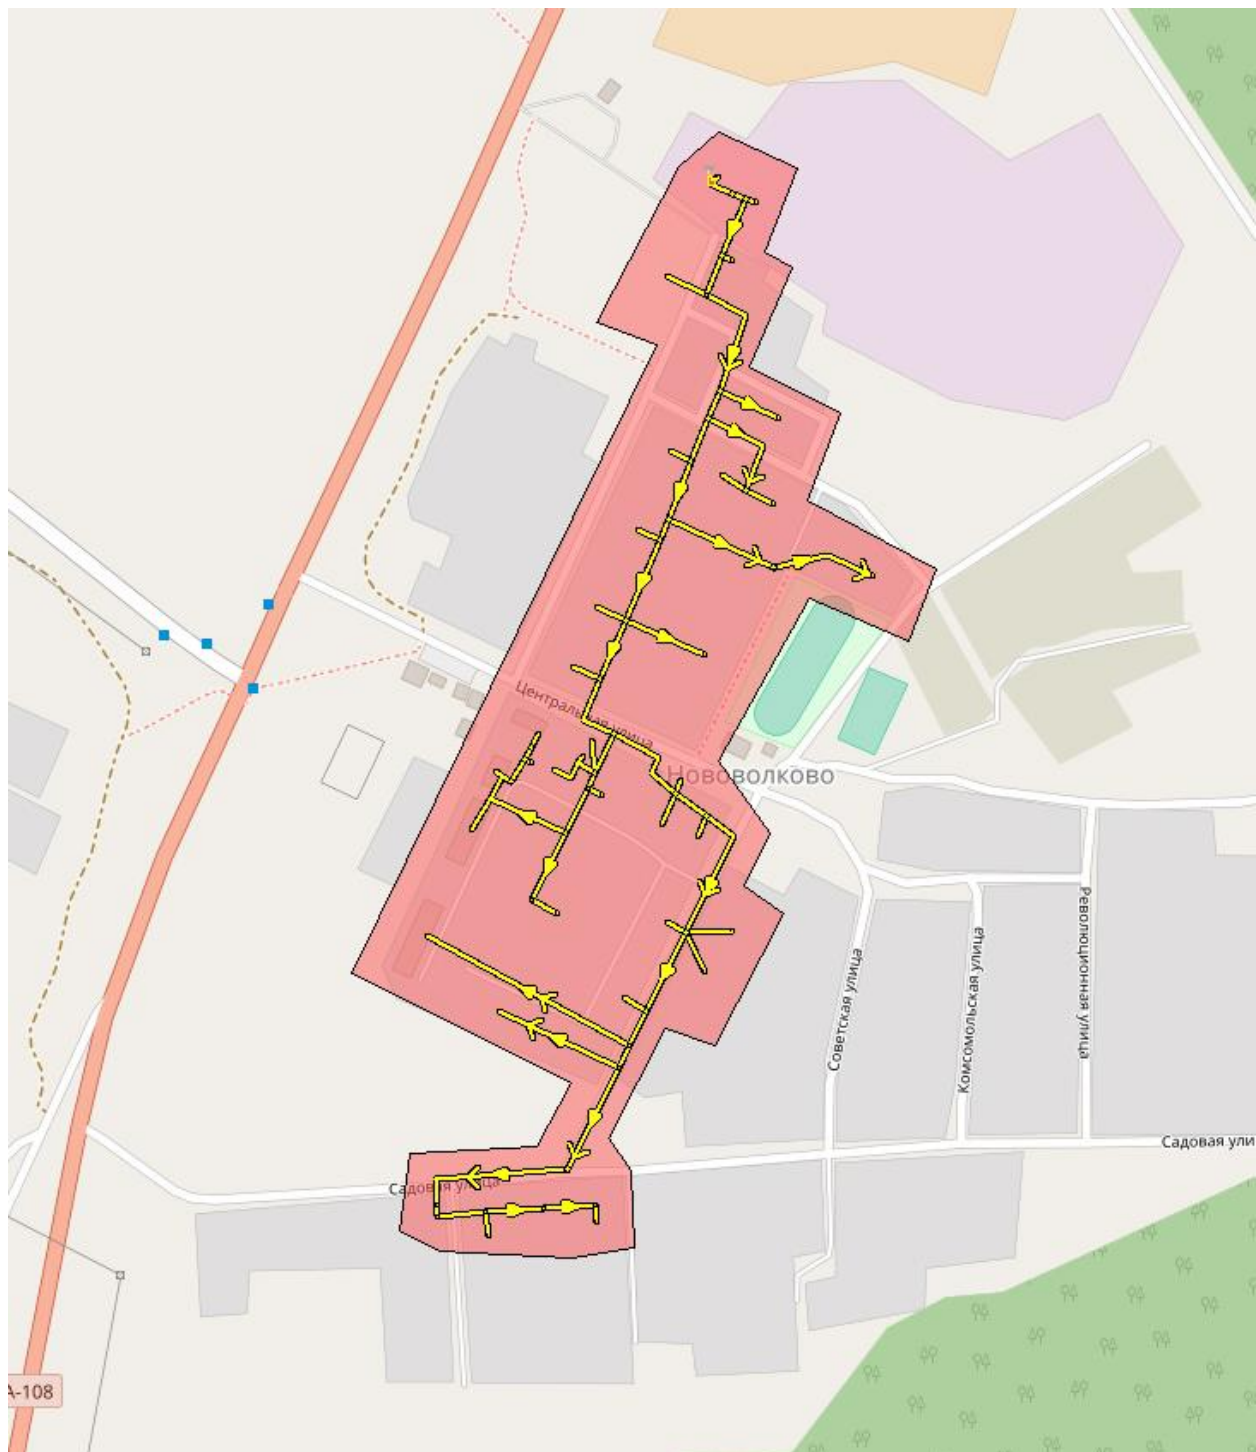 Центральная улица
Нововолково
Революционная улица
Советская улица
Комсомольская улица
Садовая ули
Садовая улица
А-108